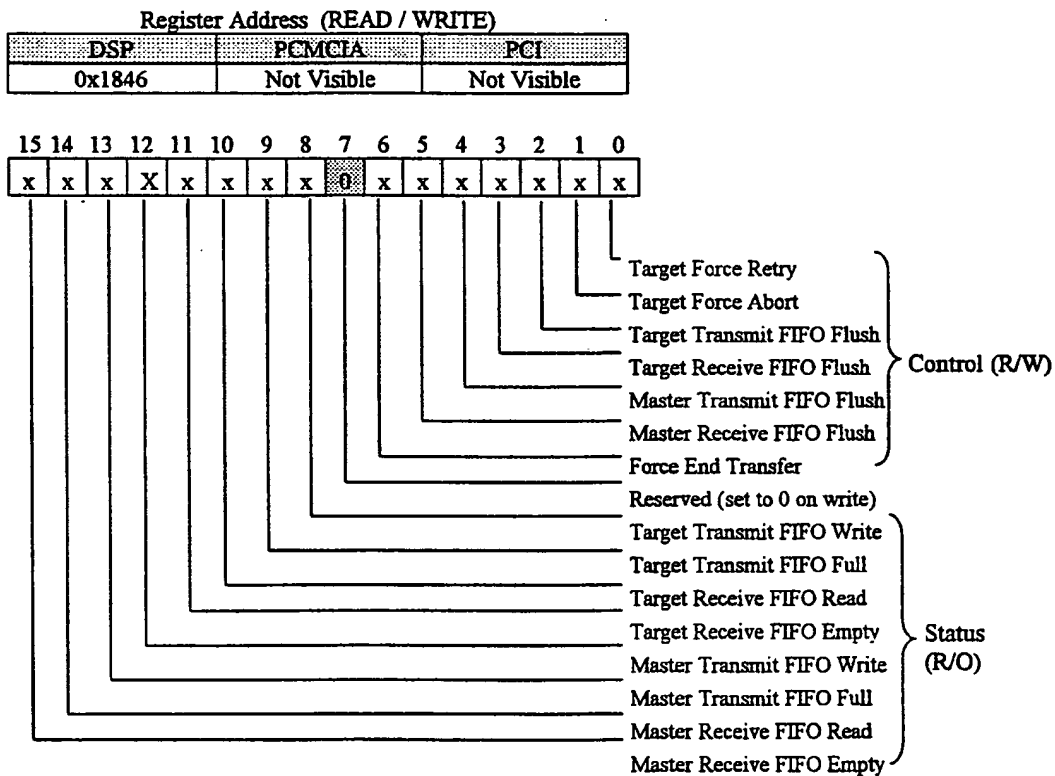 Register Address (READ / WRITE)
DSP PCMCIA PCI
0x1846 Not Visible Not Visible
15 14 13 12 11 10 9 8 7 6 5 4 3 2 1 0
x x x X x x x x 0 x x x x x x x
Target Force Retry
Target Force Abort
Target Transmit FIFO Flush
Target Receive FIFO Flush
Control (R/W)
Master Transmit FIFO Flush
Master Receive FIFO Flush
Force End Transfer
Reserved (set to 0 on write)
Target Transmit FIFO Write
Target Transmit FIFO Full
Target Receive FIFO Read
Target Receive FIFO Empty
Status
(R/O)
Master Transmit FIFO Write
Master Transmit FIFO Full
Master Receive FIFO Read
Master Receive FIFO Empty